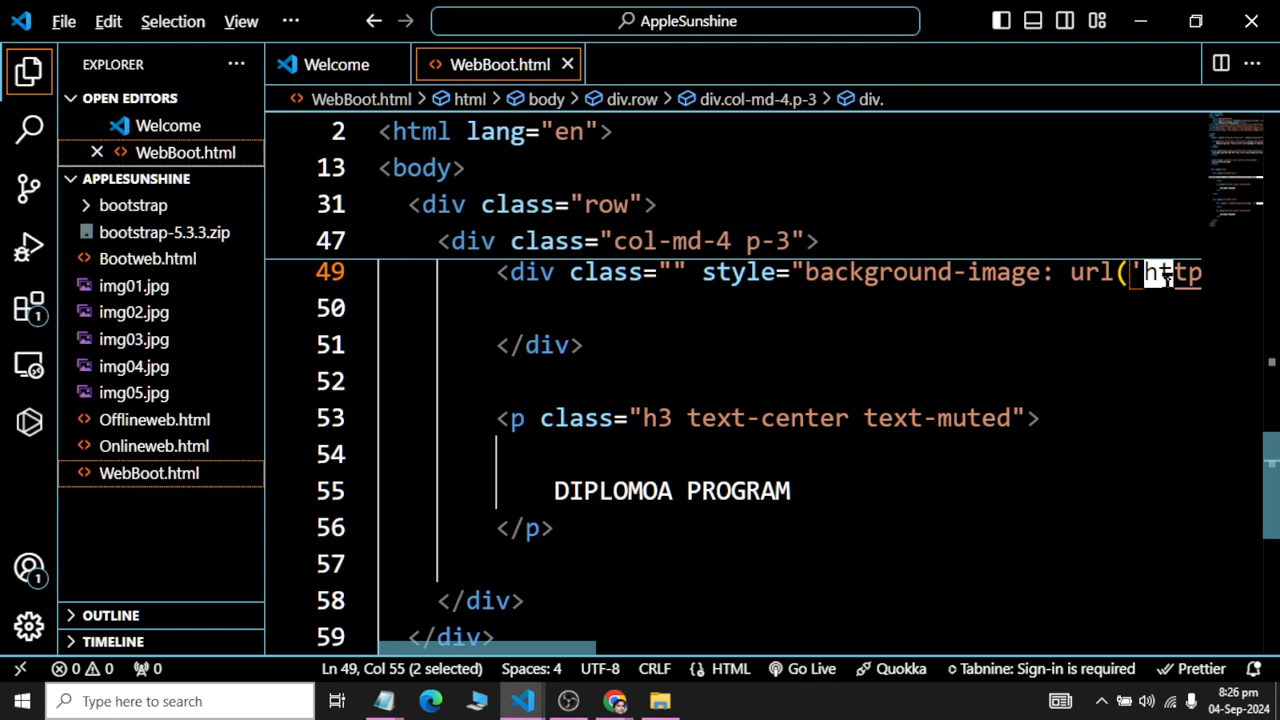 File Edit Selection View ··· AppleSunshine
EXPLORER ···
OPEN EDITORS
Welcome
WebBoot.html
APPLESUNSHINE
bootstrap
bootstrap-5.3.3.zip
Bootweb.html
img01.jpg
img02.jpg
img03.jpg
img04.jpg
img05.jpg
Offlineweb.html
Onlineweb.html
WebBoot.html
OUTLINE
TIMELINE
1
1
Welcome WebBoot.html
WebBoot.html > html > body > div.row > div.col-md-4.p-3 > div.
2 <html lang="en">
13 <body>
31 <div class="row">
47 <div class="col-md-4 p-3">
49 <div class="" style="background-image: url('http
50
51 </div>
52
53 <p class="h3 text-center text-muted">
54
55 DIPLOMOA PROGRAM
56 </p>
57
58 </div>
59 </div>
0 0 0 Ln 49, Col 55 (2 selected) Spaces: 4 UTF-8 CRLF HTML Go Live Quokka Tabnine: Sign-in is required Prettier
Type here to search
8:26 pm
04-Sep-2024